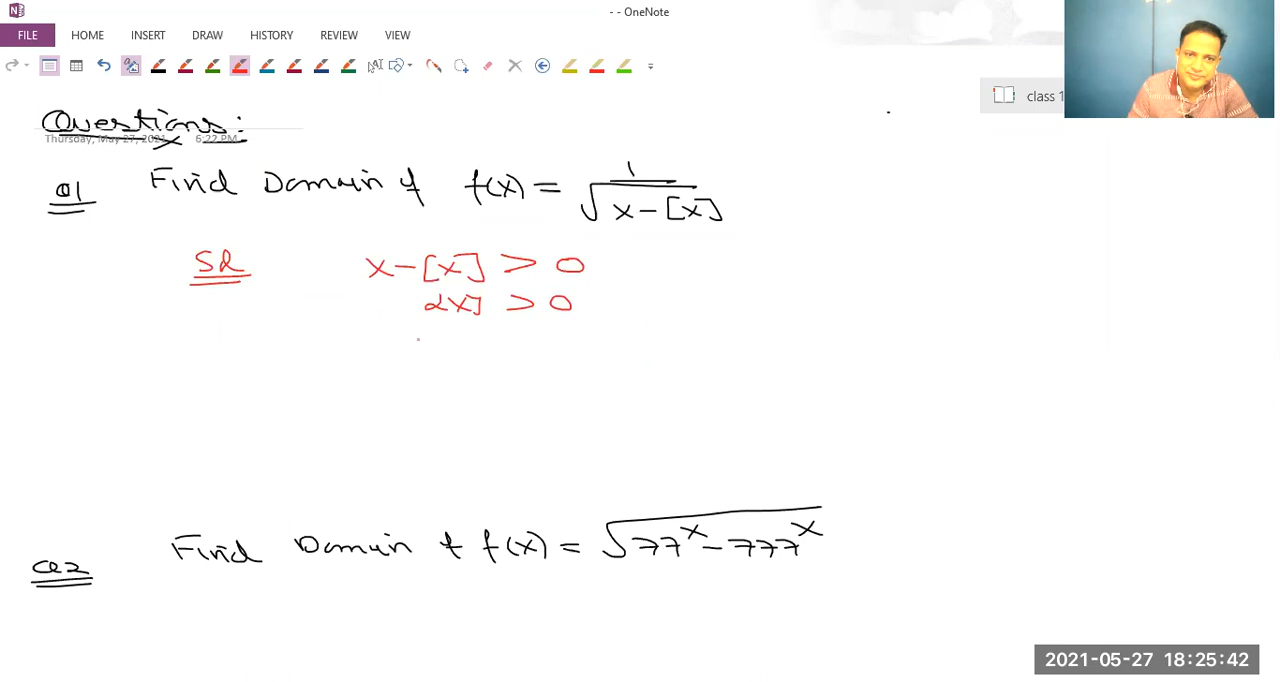 - - OneNote
FILE HOME INSERT DRAW HISTORY REVIEW VIEW
class 1
Questions:
Thursday, May 27, 2021 6:22 PM
Q1 Find Domain of f(x) = 1/√(x-[x])
Sol x-[x] > 0
{x} > 0
Q2 Find Domain of f(x) = √(77^x - 777^x)
2021-05-27 18:25:42